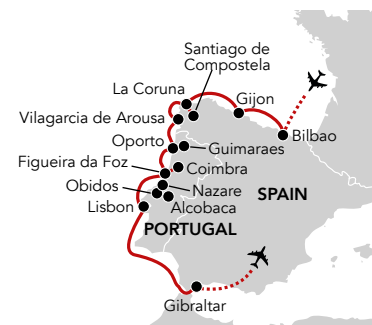 Santiago de
Compostela
La Coruna
Gijon
Vilagarcia de Arousa
Bilbao
Oporto
Guimaraes
Figueira da Foz
Coimbra
Obidos
Nazare
SPAIN
Lisbon
Alcobaca
PORTUGAL
Gibraltar